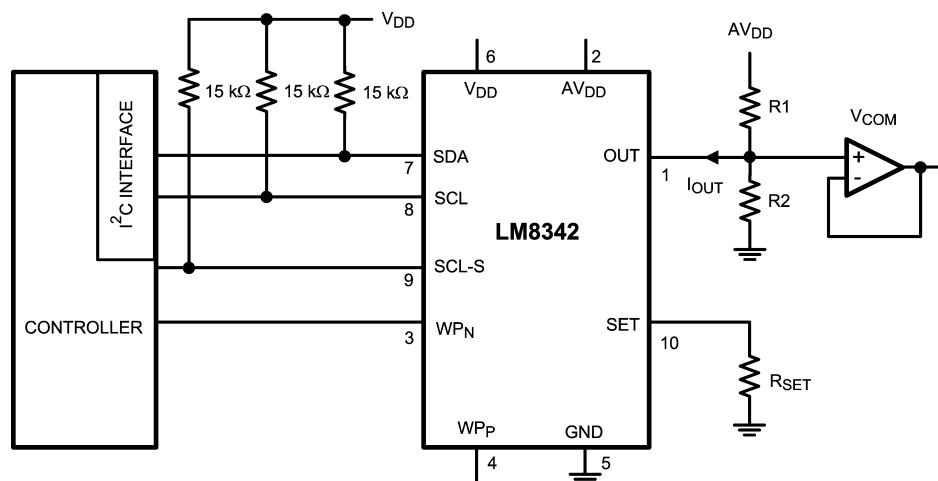 VDD
15 kΩ 15 kΩ 15 kΩ
I2C INTERFACE
CONTROLLER
6
VDD
2
AVDD
SDA
7
SCL
8
SCL-S
9
WPN
3
LM8342
OUT
1
SET
10
WPP
4
GND
5
AVDD
R1
IOUT
R2
VCOM
+
-
RSET